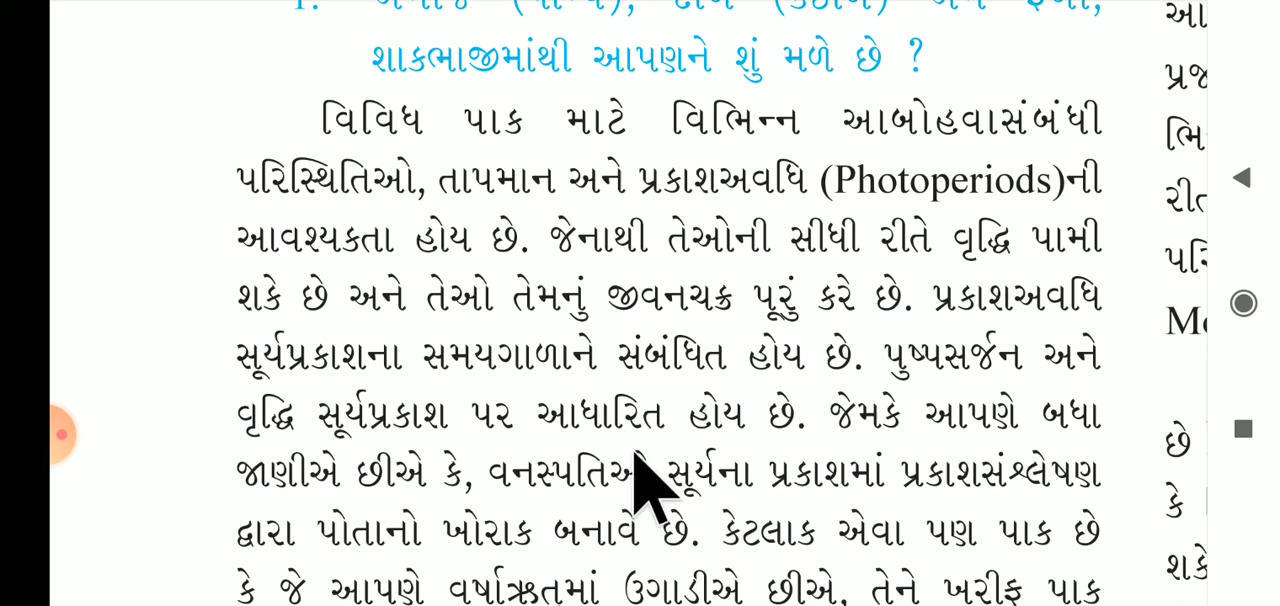 શાકભાજીમાંથી આપણને શું મળે છે ?
વિવિધ પાક માટે વિભિન્ન આબોહવાસંબંધી
પરિસ્થિતિઓ, તાપમાન અને પ્રકાશઅવધિ (Photoperiods)ની
આવશ્યકતા હોય છે. જેનાથી તેઓની સીધી રીતે વૃદ્ધિ પામી
શકે છે અને તેઓ તેમનું જીવનચક્ર પૂરું કરે છે. પ્રકાશઅવધિ
સૂર્યપ્રકાશના સમયગાળાને સંબંધિત હોય છે. પુષ્પસર્જન અને
વૃદ્ધિ સૂર્યપ્રકાશ પર આધારિત હોય છે. જેમકે આપણે બધા
જાણીએ છીએ કે, વનસ્પતિઓ સૂર્યના પ્રકાશમાં પ્રકાશસંશ્લેષણ
દ્વારા પોતાનો ખોરાક બનાવે છે. કેટલાક એવા પણ પાક છે
કે જે આપણે વર્ષાઋતુમાં ઉગાડીએ છીએ, તેને ખરીફ પાક
છે
કે